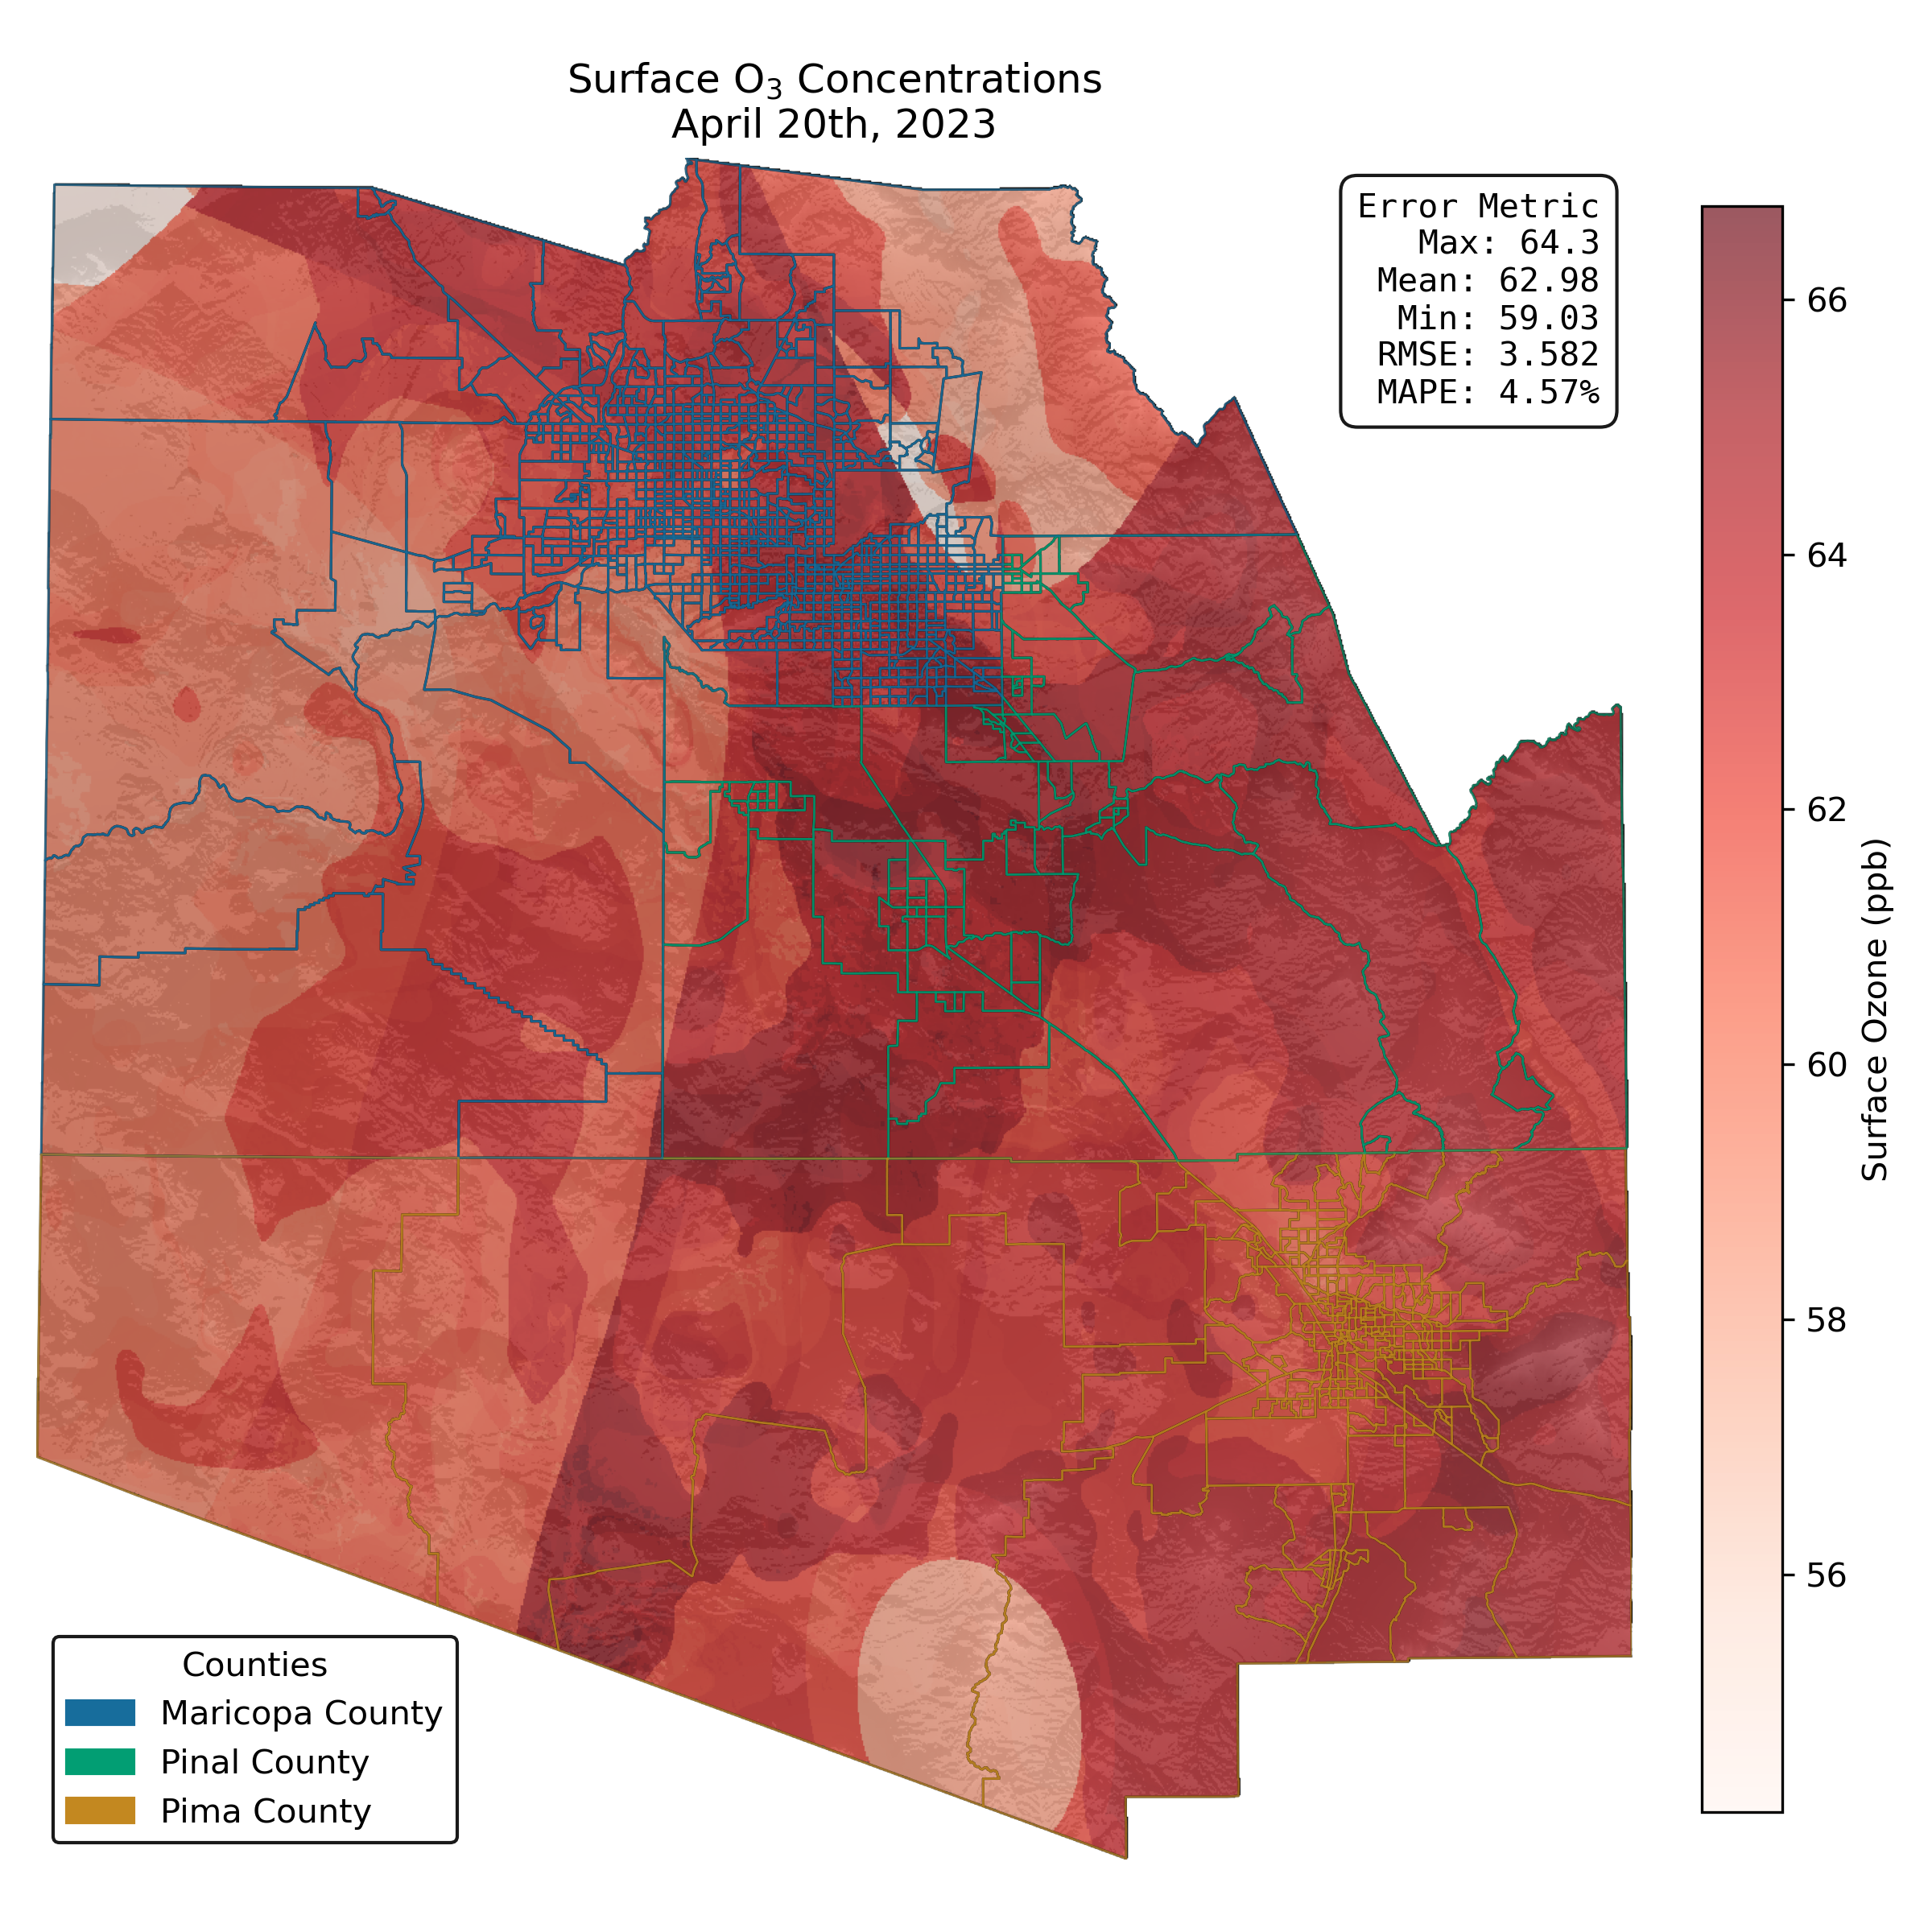 Surface O₃ Concentrations
April 20th, 2023
Error Metric
Max: 64.3
Mean: 62.98
Min: 59.03
RMSE: 3.582
MAPE: 4.57%
66
64
62
60
58
56
Surface Ozone (ppb)
Counties
Maricopa County
Pinal County
Pima County